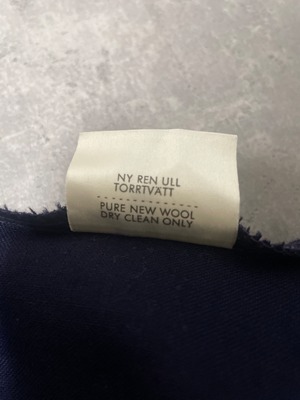 NY REN ULL
TORRTVÄTT
PURE NEW WOOL
DRY CLEAN ONLY